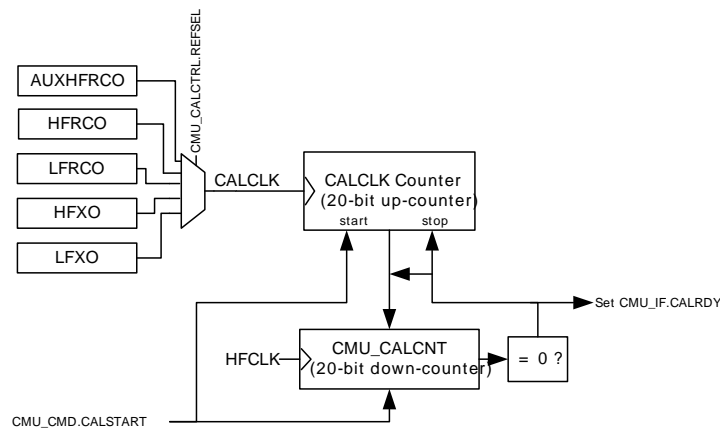 CMU_CALCTRL.REFSEL
AUXHFRCO
HFRCO
LFRCO
HFXO
LFXO
CALCLK
CALCLK Counter
(20-bit up-counter)
start
stop
Set CMU_IF.CALRDY
HFCLK
CMU_CALCNT
(20-bit down-counter)
= 0 ?
CMU_CMD.CALSTART